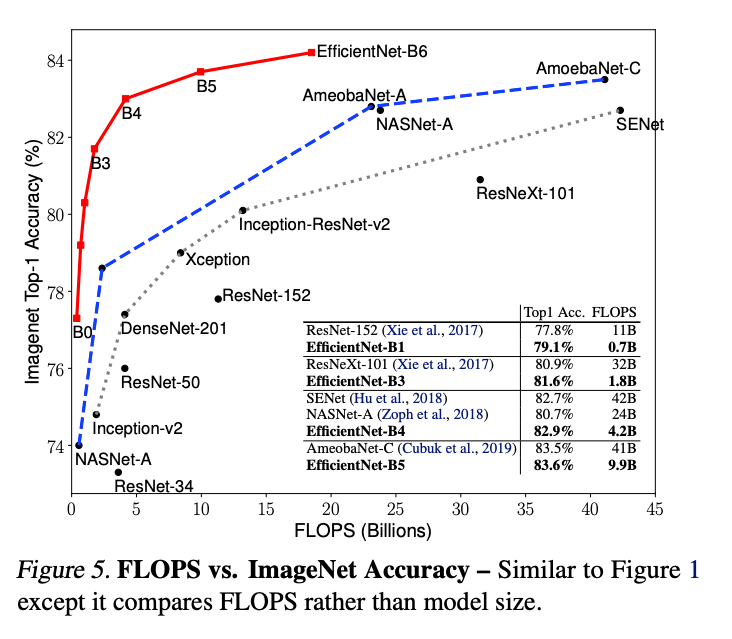 84
82
80
78
76
74
Imagenet Top-1 Accuracy (%)
EfficientNet-B6
B5
B4
B3
B0
AmoebaNet-C
AmeobaNet-A
NASNet-A
SENet
ResNeXt-101
Inception-ResNet-v2
Xception
ResNet-152
DenseNet-201
ResNet-50
Inception-v2
NASNet-A
ResNet-34
Top1 Acc. FLOPS
ResNet-152 (Xie et al., 2017) 77.8% 11B
EfficientNet-B1 79.1% 0.7B
ResNeXt-101 (Xie et al., 2017) 80.9% 32B
EfficientNet-B3 81.6% 1.8B
SENet (Hu et al., 2018) 82.7% 42B
NASNet-A (Zoph et al., 2018) 80.7% 24B
EfficientNet-B4 82.9% 4.2B
AmeobaNet-C (Cubuk et al., 2019) 83.5% 41B
EfficientNet-B5 83.6% 9.9B
0 5 10 15 20 25 30 35 40 45
FLOPS (Billions)
Figure 5. FLOPS vs. ImageNet Accuracy – Similar to Figure 1
except it compares FLOPS rather than model size.